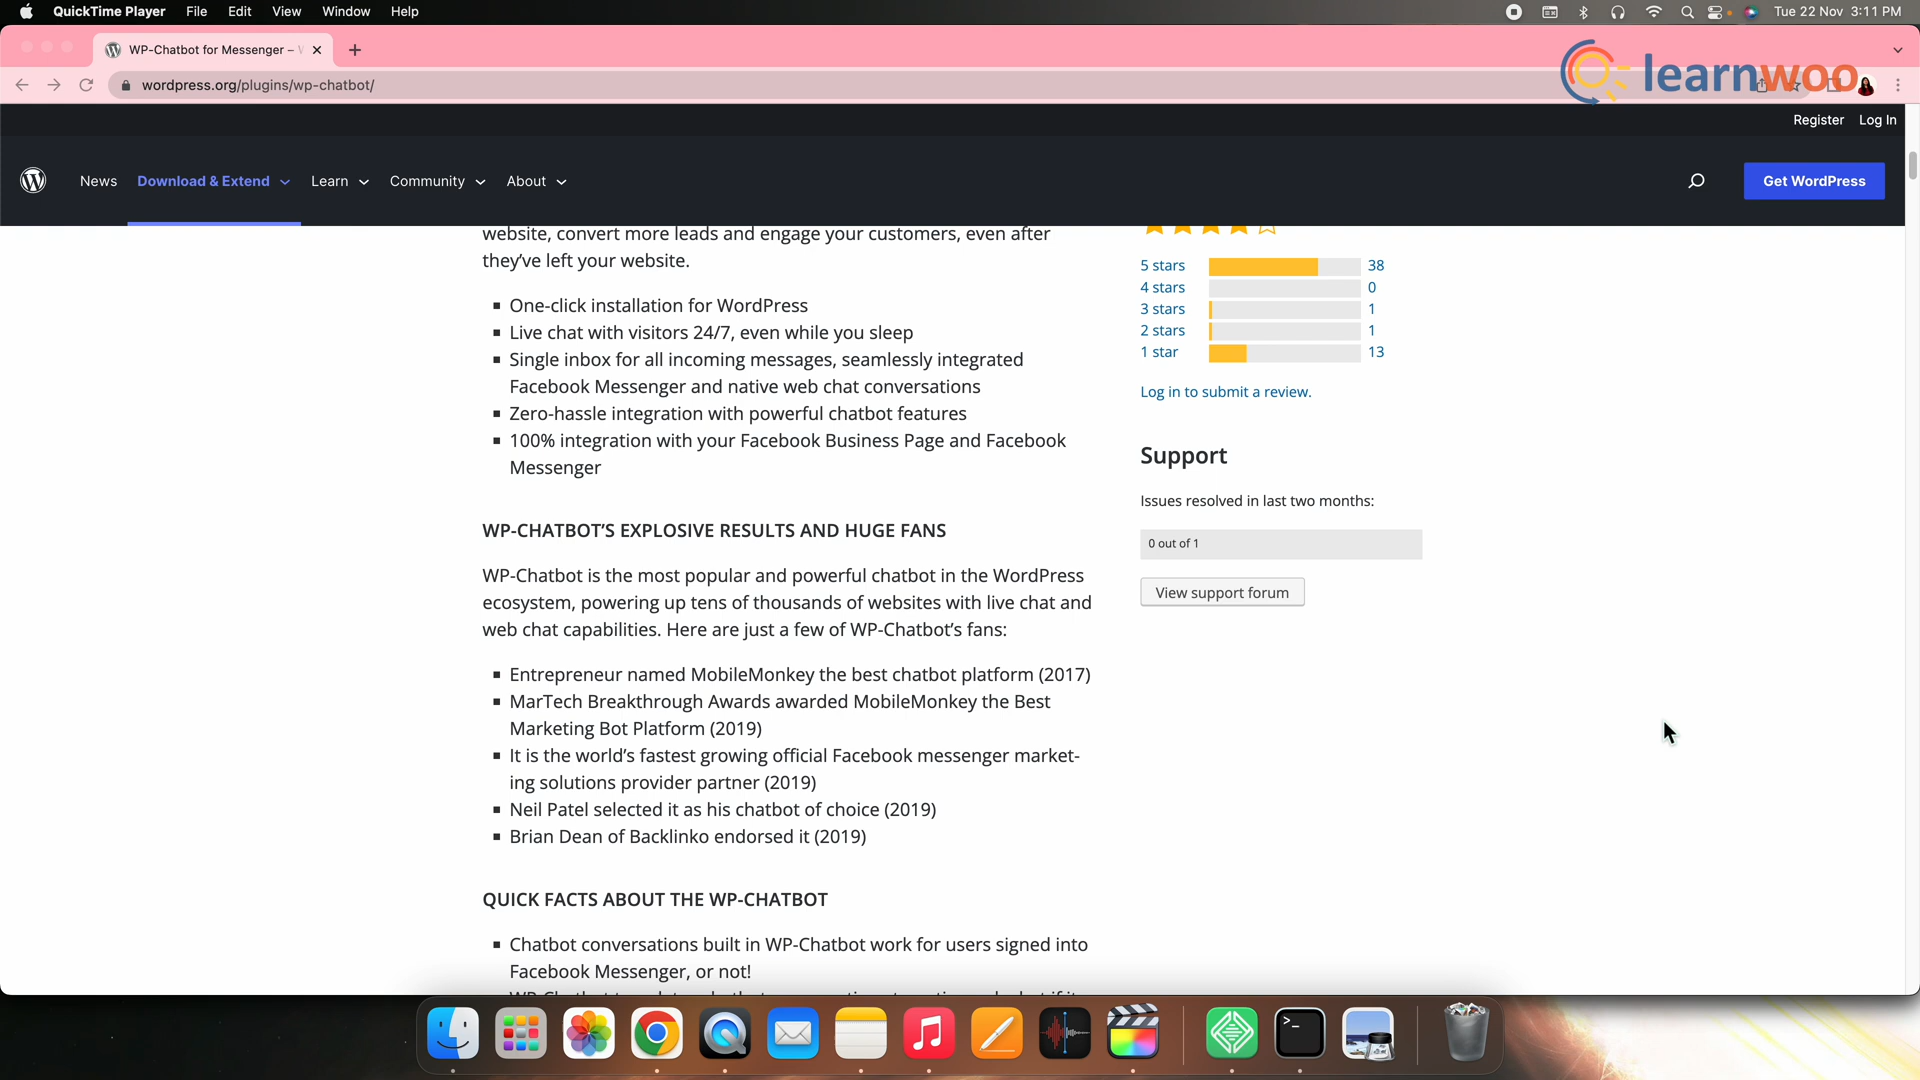 QuickTime Player File Edit View Window Help Tue 22 Nov 3:11 PM
WP-Chatbot for Messenger –
wordpress.org/plugins/wp-chatbot/
learnwoo
Register Log In
News Download & Extend Learn Community About Get WordPress
website, convert more leads and engage your customers, even after
they've left your website.
▪ One-click installation for WordPress
▪ Live chat with visitors 24/7, even while you sleep
▪ Single inbox for all incoming messages, seamlessly integrated
Facebook Messenger and native web chat conversations
▪ Zero-hassle integration with powerful chatbot features
▪ 100% integration with your Facebook Business Page and Facebook
Messenger
WP-CHATBOT'S EXPLOSIVE RESULTS AND HUGE FANS
WP-Chatbot is the most popular and powerful chatbot in the WordPress
ecosystem, powering up tens of thousands of websites with live chat and
web chat capabilities. Here are just a few of WP-Chatbot's fans:
▪ Entrepreneur named MobileMonkey the best chatbot platform (2017)
▪ MarTech Breakthrough Awards awarded MobileMonkey the Best
Marketing Bot Platform (2019)
▪ It is the world's fastest growing official Facebook messenger market-
ing solutions provider partner (2019)
▪ Neil Patel selected it as his chatbot of choice (2019)
▪ Brian Dean of Backlinko endorsed it (2019)
QUICK FACTS ABOUT THE WP-CHATBOT
▪ Chatbot conversations built in WP-Chatbot work for users signed into
Facebook Messenger, or not!
5 stars 38
4 stars 0
3 stars 1
2 stars 1
1 star 13
Log in to submit a review.
Support
Issues resolved in last two months:
0 out of 1
View support forum